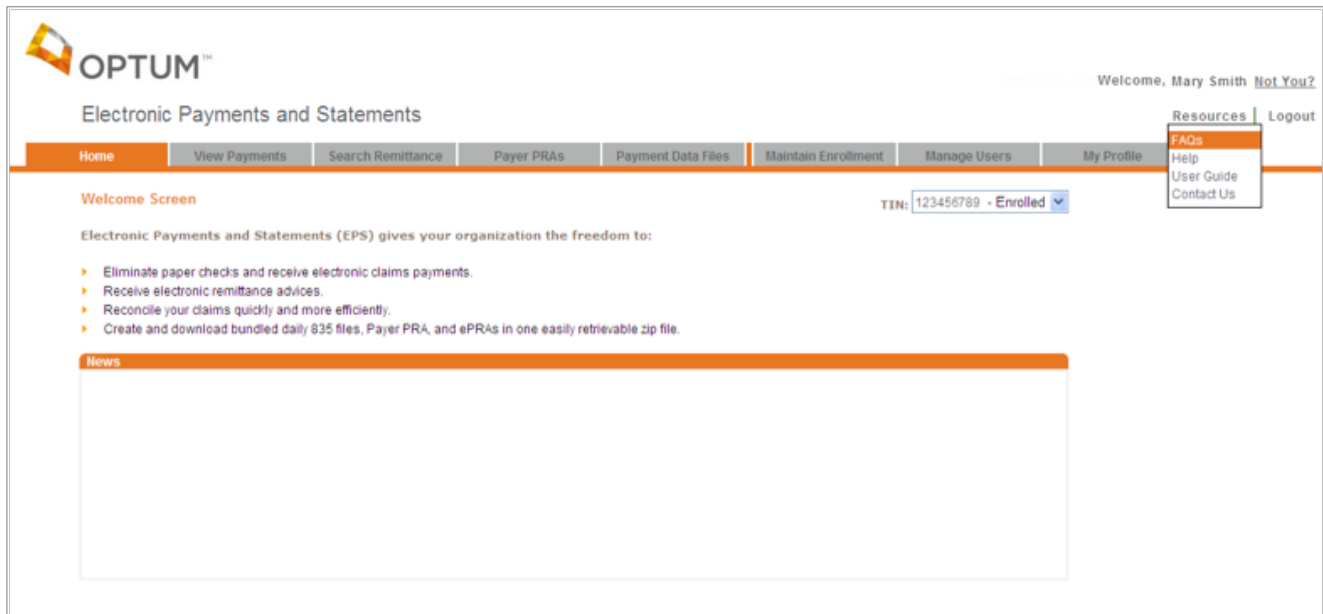 OPTUM™
Welcome, Mary Smith Not You?
Electronic Payments and Statements
Resources Logout
FAQs
Help
User Guide
Contact Us
Home View Payments Search Remittance Payer PRAs Payment Data Files Maintain Enrollment Manage Users My Profile
Welcome Screen
TIN: 123456789 - Enrolled
Electronic Payments and Statements (EPS) gives your organization the freedom to:
Eliminate paper checks and receive electronic claims payments.
Receive electronic remittance advices.
Reconcile your claims quickly and more efficiently.
Create and download bundled daily 835 files, Payer PRA, and ePRAs in one easily retrievable zip file.
News